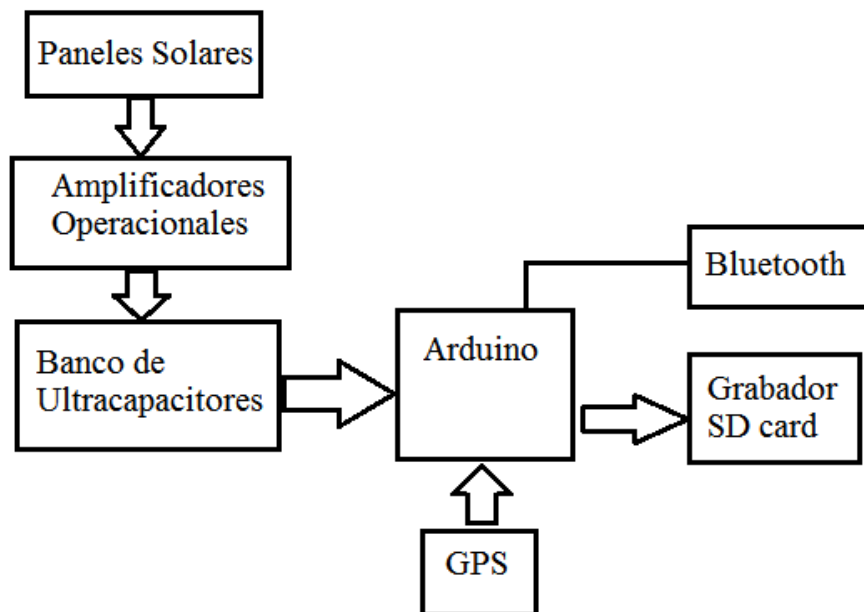 Paneles Solares
Amplificadores
Operacionales
Banco de
Ultracapacitores
Arduino
Bluetooth
Grabador
SD card
GPS